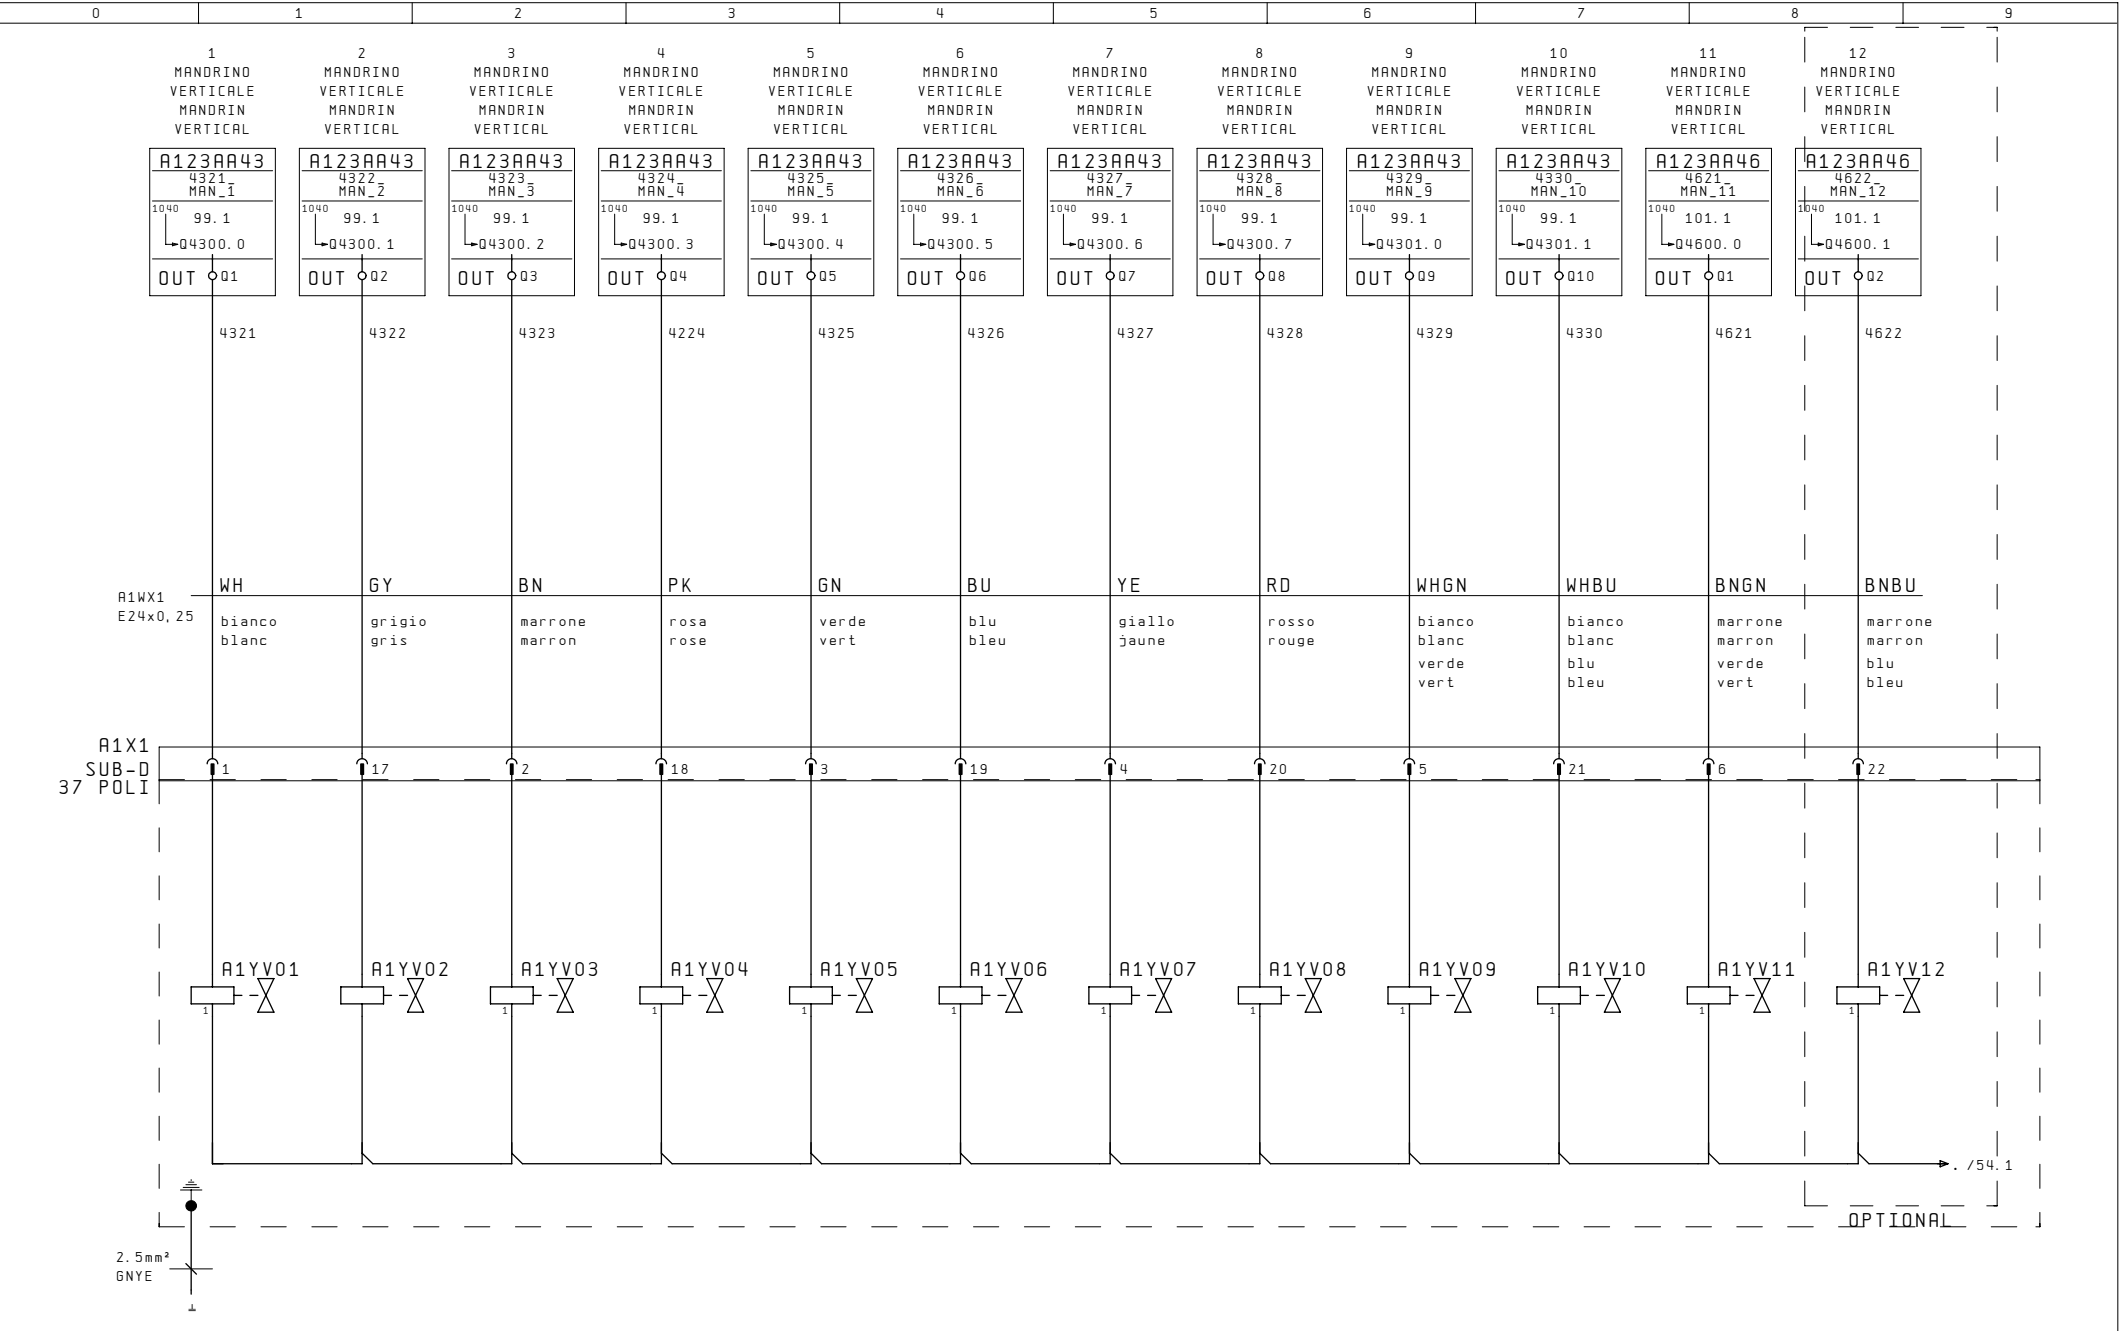 0 1 2 3 4 5 6 7 8 9
1 2 3 4 5 6 7 8 9 10 11 12
MANDRINO MANDRINO MANDRINO MANDRINO MANDRINO MANDRINO MANDRINO MANDRINO MANDRINO MANDRINO MANDRINO MANDRINO
VERTICALE VERTICALE VERTICALE VERTICALE VERTICALE VERTICALE VERTICALE VERTICALE VERTICALE VERTICALE VERTICALE VERTICALE
MANDRIN MANDRIN MANDRIN MANDRIN MANDRIN MANDRIN MANDRIN MANDRIN MANDRIN MANDRIN MANDRIN MANDRIN
VERTICAL VERTICAL VERTICAL VERTICAL VERTICAL VERTICAL VERTICAL VERTICAL VERTICAL VERTICAL VERTICAL VERTICAL
A123AA43 A123AA43 A123AA43 A123AA43 A123AA43 A123AA43 A123AA43 A123AA43 A123AA43 A123AA43 A123AA46 A123AA46
4321_ 4322_ 4323_ 4324_ 4325_ 4326_ 4327_ 4328_ 4329_ 4330_ 4621_ 4622_
MAN_1 MAN_2 MAN_3 MAN_4 MAN_5 MAN_6 MAN_7 MAN_8 MAN_9 MAN_10 MAN_11 MAN_12
1040 99.1 1040 99.1 1040 99.1 1040 99.1 1040 99.1 1040 99.1 1040 99.1 1040 99.1 1040 99.1 1040 99.1 1040 101.1 1040 101.1
Q4300.0 Q4300.1 Q4300.2 Q4300.3 Q4300.4 Q4300.5 Q4300.6 Q4300.7 Q4301.0 Q4301.1 Q4600.0 Q4600.1
OUT Q1 OUT Q2 OUT Q3 OUT Q4 OUT Q5 OUT Q6 OUT Q7 OUT Q8 OUT Q9 OUT Q10 OUT Q1 OUT Q2
4321 4322 4323 4224 4325 4326 4327 4328 4329 4330 4621 4622
WH GY BN PK GN BU YE RD WHGN WHBU BNGN BNBU
A1WX1
E24x0,25
bianco grigio marrone rosa verde blu giallo rosso bianco bianco marrone marrone
blanc gris marron rose vert bleu jaune rouge blanc blanc marron marron
verde blu verde blu
vert bleu vert bleu
A1X1
SUB-D
37 POLI
1 17 2 18 3 19 4 20 5 21 6 22
A1YV01 A1YV02 A1YV03 A1YV04 A1YV05 A1YV06 A1YV07 A1YV08 A1YV09 A1YV10 A1YV11 A1YV12
1 1 1 1 1 1 1 1 1 1 1 1
./54.1
OPTIONAL
2.5mm²
GNYE